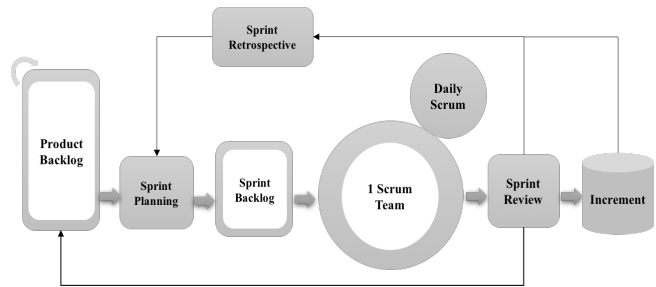 Sprint
Retrospective
Daily
Scrum
Product
Backlog
Sprint
Planning
Sprint
Backlog
1 Scrum
Team
Sprint
Review
Increment